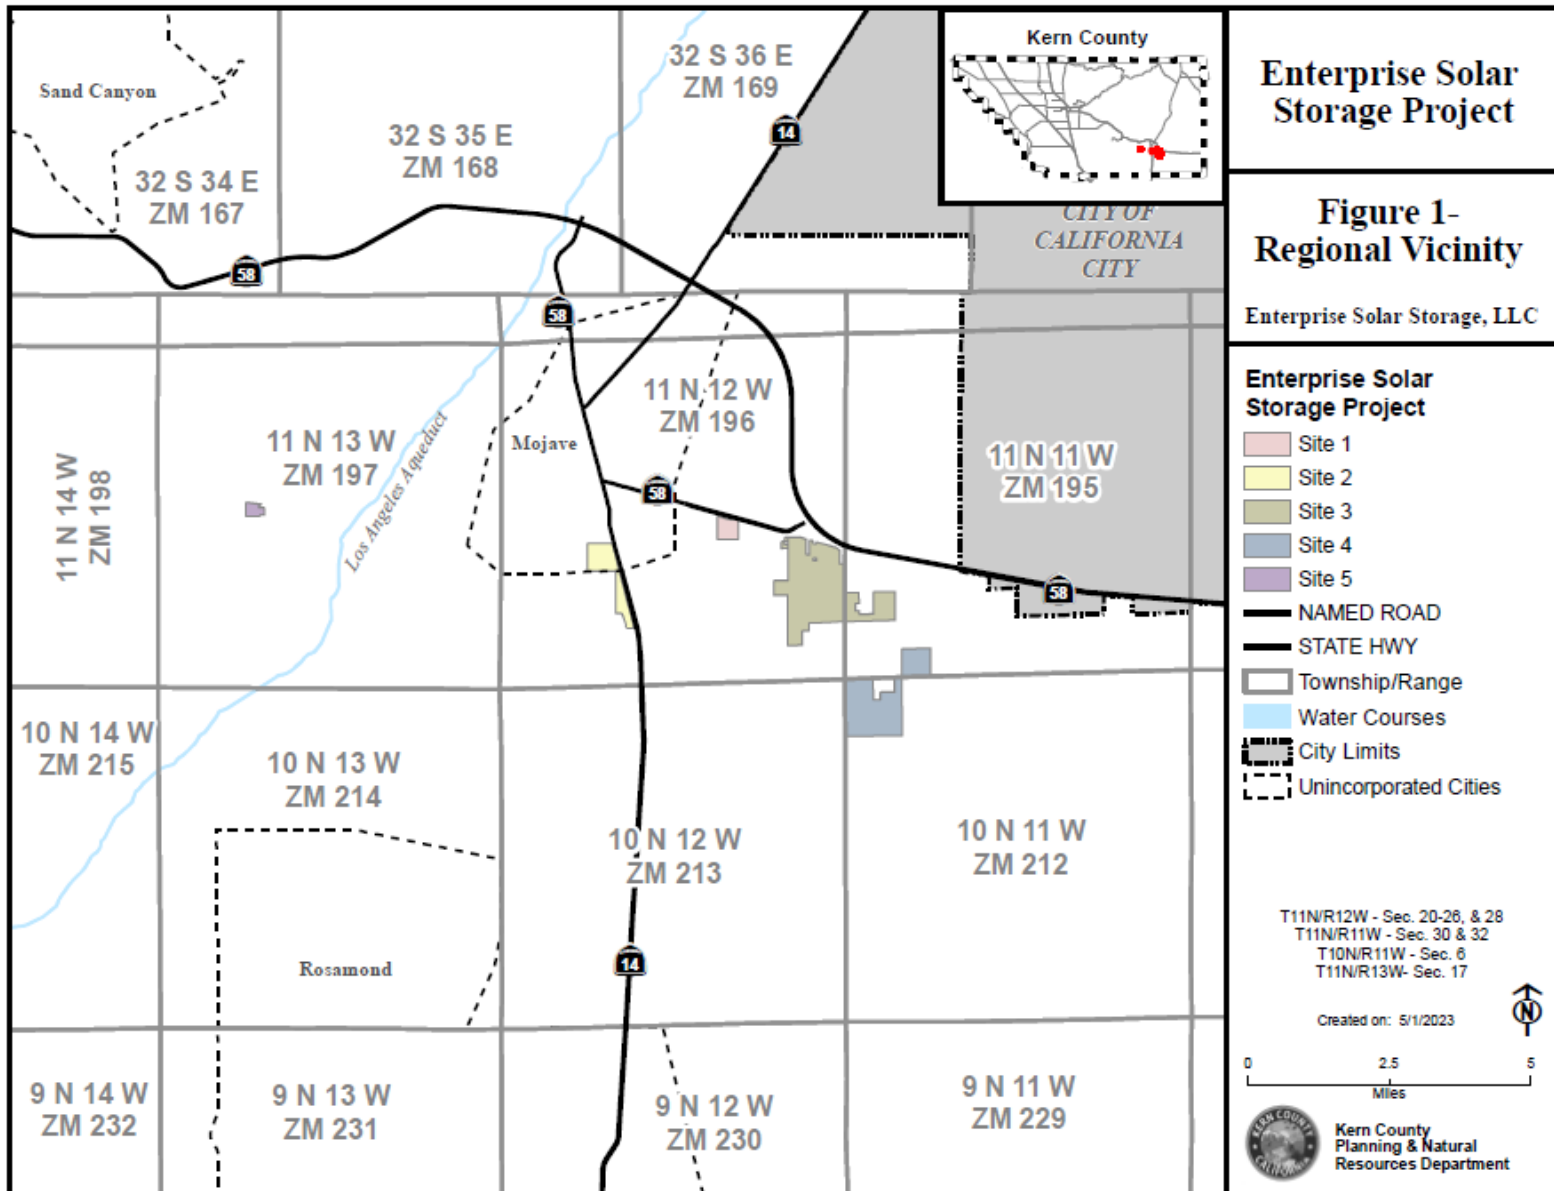 Sand Canyon
32 S 34 E
ZM 167
32 S 35 E
ZM 168
32 S 36 E
ZM 169
14
58
58
CITY OF
CALIFORNIA
CITY
Kern County
11 N 14 W
ZM 198
11 N 13 W
ZM 197
Los Angeles Aqueduct
Mojave
11 N 12 W
ZM 196
58
11 N 11 W
ZM 195
58
10 N 14 W
ZM 215
10 N 13 W
ZM 214
10 N 12 W
ZM 213
10 N 11 W
ZM 212
Rosamond
14
9 N 14 W
ZM 232
9 N 13 W
ZM 231
9 N 12 W
ZM 230
9 N 11 W
ZM 229
Enterprise Solar
Storage Project
Figure 1-
Regional Vicinity
Enterprise Solar Storage, LLC
Enterprise Solar
Storage Project
Site 1
Site 2
Site 3
Site 4
Site 5
NAMED ROAD
STATE HWY
Township/Range
Water Courses
City Limits
Unincorporated Cities
T11N/R12W - Sec. 20-26, & 28
T11N/R11W - Sec. 30 & 32
T10N/R11W - Sec. 6
T11N/R13W- Sec. 17
N
Created on: 5/1/2023
0 2.5 5
Miles
KERN COUNTY
CALIFORNIA
Kern County
Planning & Natural
Resources Department